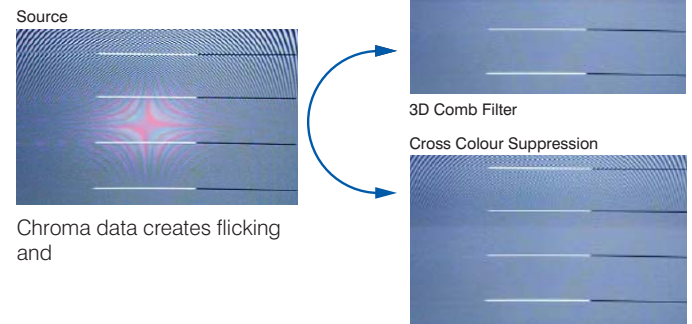 Source
Chroma data creates flicking
and
3D Comb Filter
Cross Colour Suppression